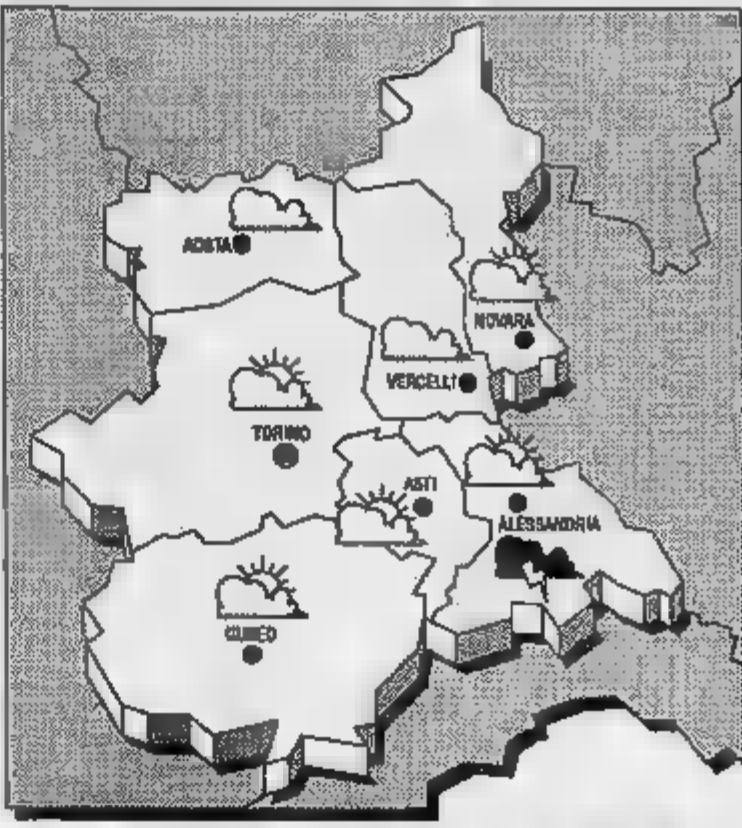 AOSTA
NOVARA
VERCELLI
TORINO
ASTI
ALESSANDRIA
CUNEO